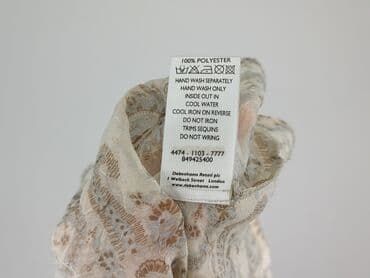 100% POLYESTER
HAND WASH SEPARATELY
HAND WASH ONLY
INSIDE OUT IN
COOL WATER
COOL IRON ON REVERSE
DO NOT IRON
TRIMS SEQUINS
DO NOT WRING
4474 - 1103 - 7777
849425400
Debenhams Retail plc
1 Welbeck Street · London
www.debenhams.com